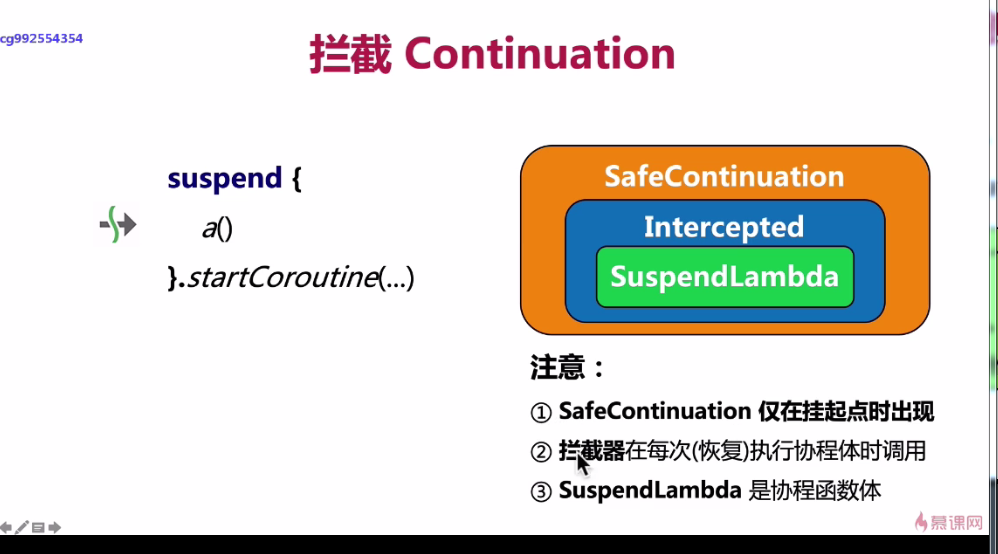 cg992554354
拦截 Continuation
suspend {
a()
}.startCoroutine(...)
SafeContinuation
Intercepted
SuspendLambda
注意：
① SafeContinuation 仅在挂起点时出现
② 拦截器在每次(恢复)执行协程体时调用
③ SuspendLambda 是协程函数体
慕课网